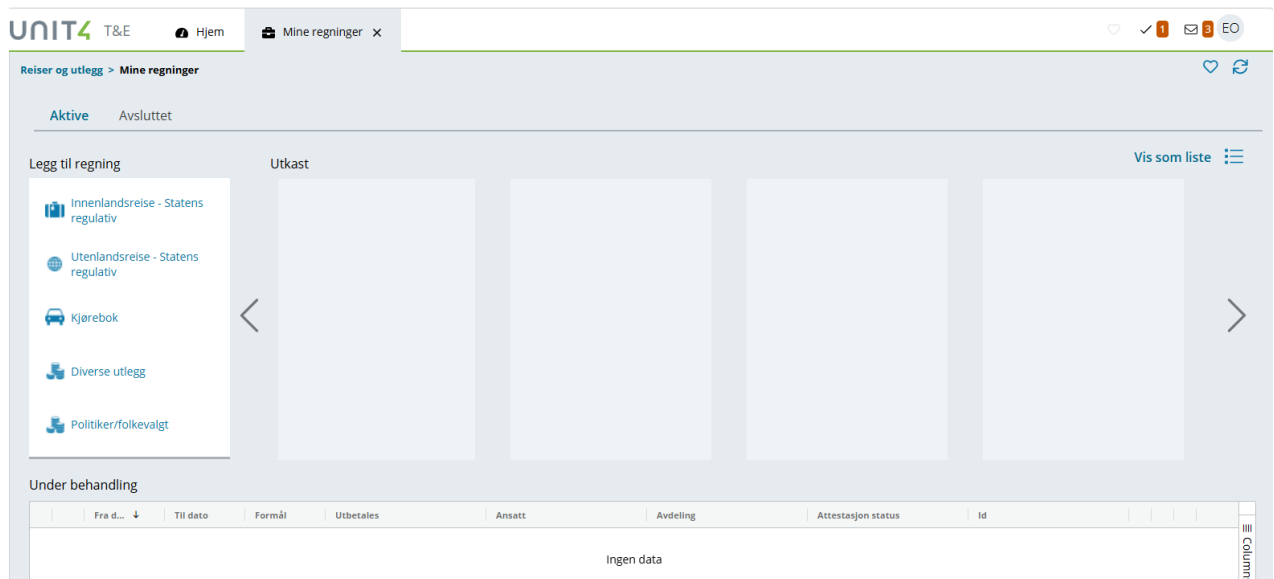 UNIT4 T&E Hjem Mine regninger 1 3 EO
Reiser og utlegg > Mine regninger
Aktive Avsluttet
Legg til regning Utkast Vis som liste
Innenlandsreise - Statens
regulativ
Utenlandsreise - Statens
regulativ
Kjørebok
Diverse utlegg
Politiker/folkevalgt
Under behandling
Fra d... Til dato Formål Utbetales Ansatt Avdeling Attestasjon status Id
Ingen data
Column